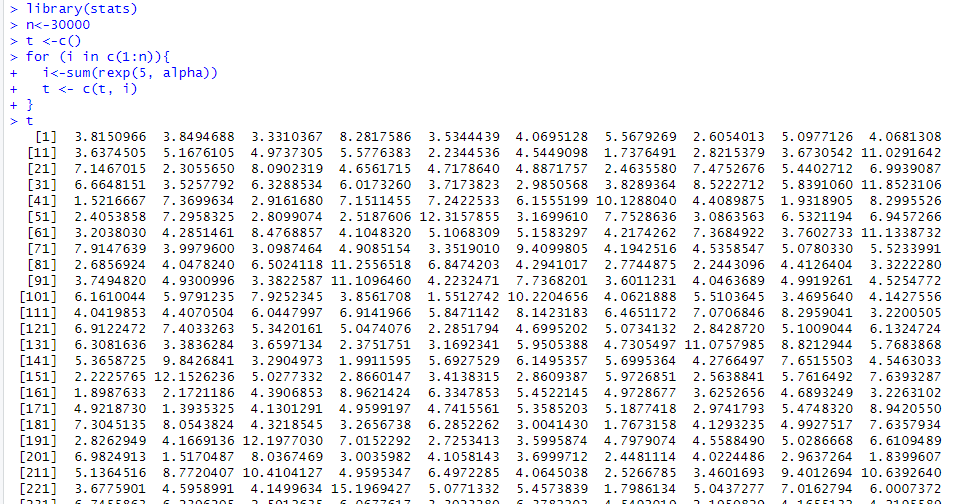 > library(stats)
> n<-30000
> t <-c()
> for (i in c(1:n)){
+   i<-sum(rexp(5, alpha))
+   t <- c(t, i)
+ }
> t
[1] 3.8150966 3.8494688 3.3310367 8.2817586 3.5344439 4.0695128 5.5679269 2.6054013 5.0977126 4.0681308
[11] 3.6374505 5.1676105 4.9737305 5.5776383 2.2344536 4.5449098 1.7376491 2.8215379 3.6730542 11.0291642
[21] 7.1467015 2.3055650 8.0902319 4.6561715 4.7178640 4.8871757 2.4635580 7.4752676 5.4402712 6.9939087
[31] 6.6648151 3.5257792 6.3288534 6.0173260 3.7173823 2.9850568 3.8289364 8.5222712 5.8391060 11.8523106
[41] 1.5216667 7.3699634 2.9161680 7.1511455 7.2422533 6.1555199 10.1288040 4.4089875 1.9318905 8.2995526
[51] 2.4053858 7.2958325 2.8099074 2.5187606 12.3157855 3.1699610 7.7528636 3.0863563 6.5321194 6.9457266
[61] 3.2038030 4.2851461 8.4768857 4.1048320 5.1068309 5.1583297 4.2174262 7.3684922 3.7602733 11.1338732
[71] 7.9147639 3.9979600 3.0987464 4.9085154 3.3519010 9.4099805 4.1942516 4.5358547 5.0780330 5.5233991
[81] 2.6856924 4.0478240 6.5024118 11.2556518 6.8474203 4.2941017 2.7744875 2.2443096 4.4126404 3.3222280
[91] 3.7494820 4.9300996 3.3822587 11.1096460 4.2232471 7.7368201 3.6011231 4.0463689 4.9919261 4.5254772
[101] 6.1610044 5.9791235 7.9252345 3.8561708 1.5512742 10.2204656 4.0621888 5.5103645 3.4695640 4.1427556
[111] 4.0419853 4.4070504 6.0447997 6.9141966 5.8471142 8.1423183 6.4651172 7.0706846 8.2959041 3.2200505
[121] 6.9122472 7.4033263 5.3420161 5.0474076 2.2851794 4.6995202 5.0734132 2.8428720 5.1009044 6.1324724
[131] 6.3081636 3.3836284 3.6597134 2.3751751 3.1692341 5.9505388 4.7305497 11.0757985 8.8212944 5.7683868
[141] 5.3658725 9.8426841 3.2904973 1.9911595 5.6927529 6.1495357 5.6995364 4.2766497 7.6515503 4.5463033
[151] 2.2225765 12.1526236 5.0277332 2.8660147 3.4138315 2.8609387 5.9726851 2.5638841 5.7616492 7.6393287
[161] 1.8987633 2.1721186 4.3906853 8.9621424 6.3347853 5.4522145 4.9728677 3.6252656 4.6893249 3.2263102
[171] 4.9218730 1.3935325 4.1301291 4.9599197 4.7415561 5.3585203 5.1877418 2.9741793 5.4748320 8.9420550
[181] 7.3045135 8.0543824 4.3218545 3.2656738 6.2852262 3.0041430 1.7673158 4.1293235 4.9927517 7.6357934
[191] 2.8262949 4.1669136 12.1977030 7.0152292 2.7253413 3.5995874 4.7979074 4.5588490 5.0286668 6.6109489
[201] 6.9824913 1.5170487 8.0367469 3.0035982 4.1058143 3.6999712 2.4481114 4.0224486 2.9637264 1.8399607
[211] 5.1364516 8.7720407 10.4104127 4.9595347 6.4972285 4.0645038 2.5266785 3.4601693 9.4012694 10.6392640
[221] 3.6775901 4.5958991 4.1499634 15.1969427 5.0771332 5.4573839 1.7986134 5.0437277 7.0162794 6.0007372